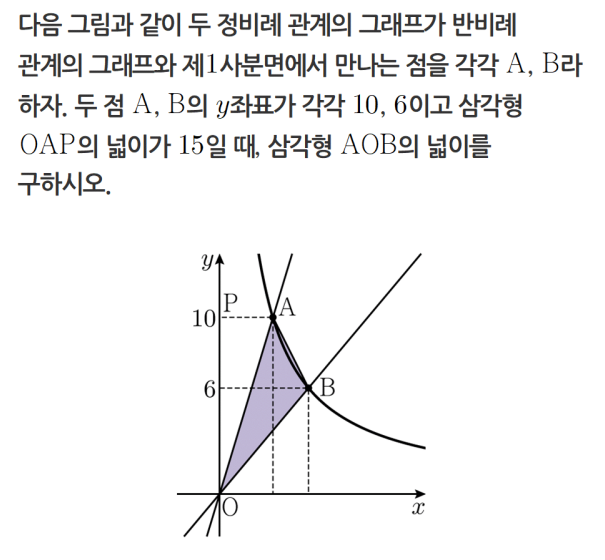 다음 그림과 같이 두 정비례 관계의 그래프가 반비례
관계의 그래프와 제1사분면에서 만나는 점을 각각 A, B라
하자. 두 점 A, B의 y좌표가 각각 10, 6이고 삼각형
OAP의 넓이가 15일 때, 삼각형 AOB의 넓이를
구하시오.
y
P
A
10
6
B
O
x